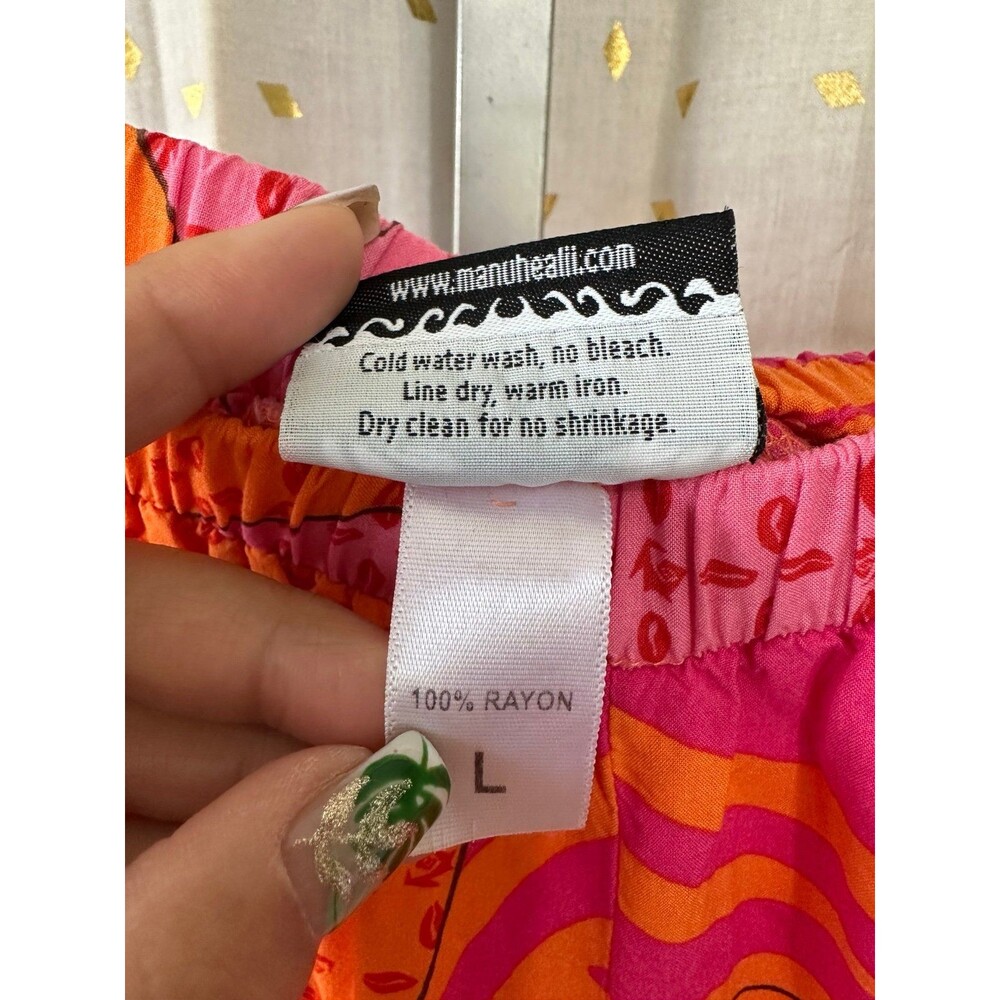 www.manuhealii.com
Cold water wash, no bleach.
Line dry, warm iron.
Dry clean for no shrinkage.
100% RAYON
L